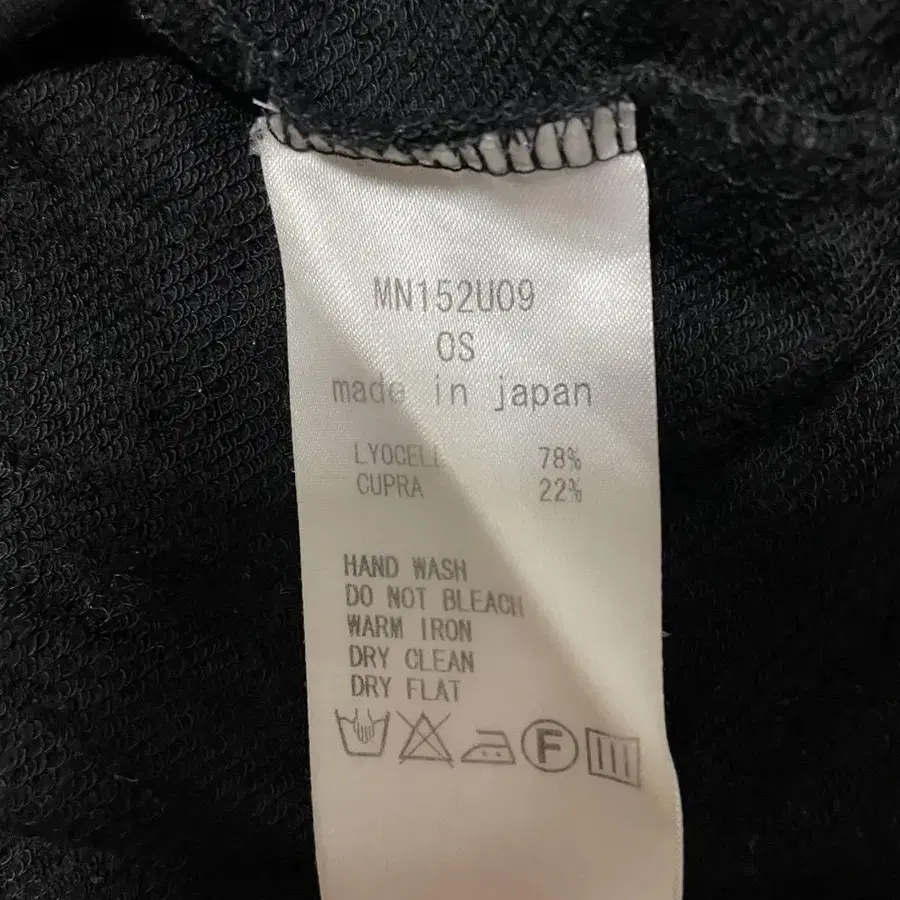 MN152U09
OS
made in japan
LYOCELL 78%
CUPRA 22%
HAND WASH
DO NOT BLEACH
WARM IRON
DRY CLEAN
DRY FLAT
F